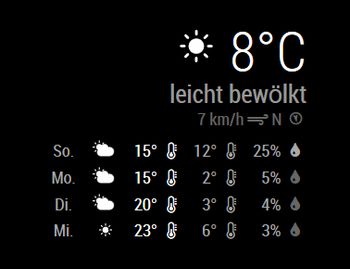 8°C
leicht bewölkt
7 km/h N
So. 15° 12° 25%
Mo. 15° 2° 5%
Di. 20° 3° 4%
Mi. 23° 6° 3%